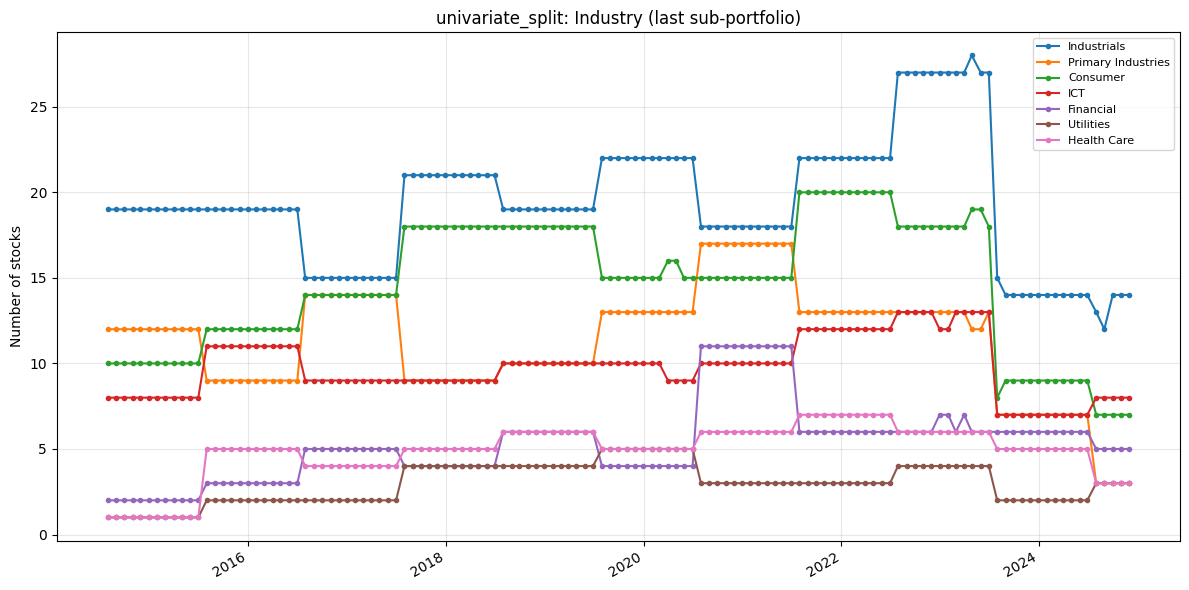 univariate_split: Industry (last sub-portfolio)
Number of stocks
25
20
15
10
5
0
2016
2018
2020
2022
2024
Industrials
Primary Industries
Consumer
ICT
Financial
Utilities
Health Care